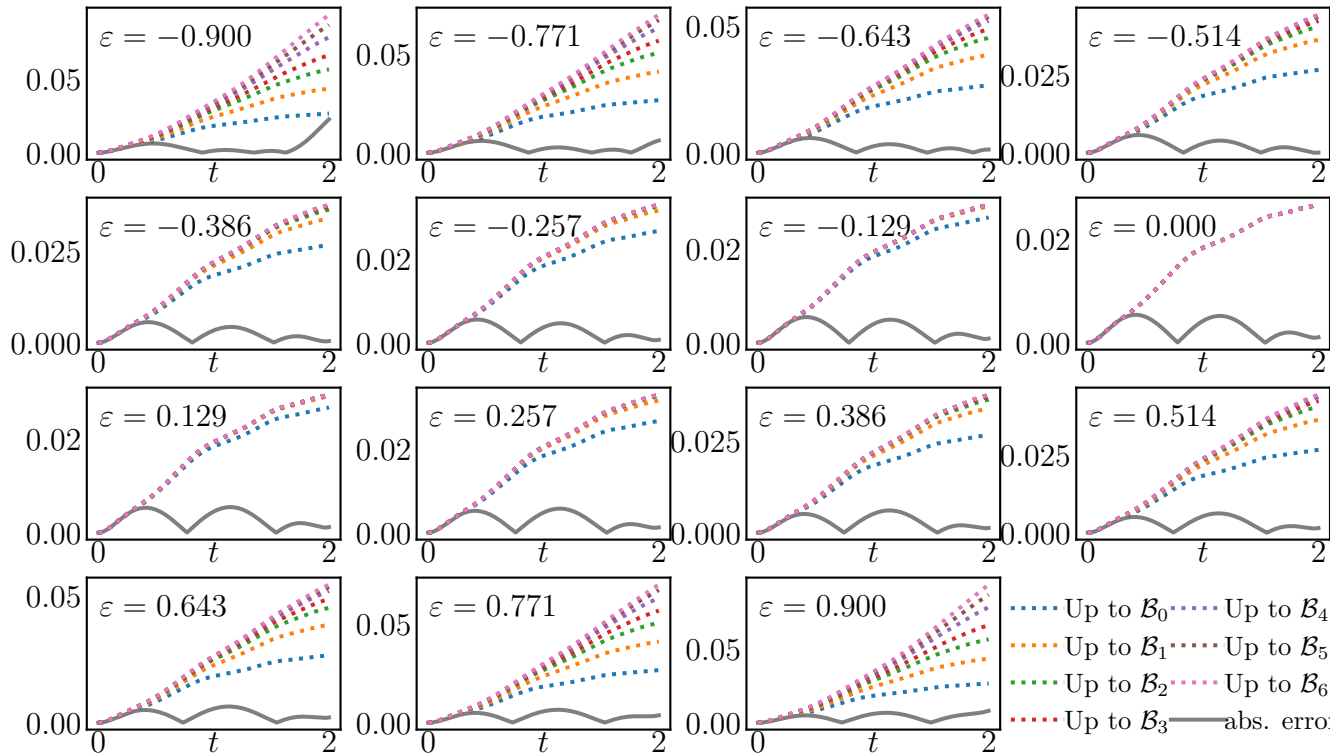 ε = −0.900
0.05
0.00
0 t 2
ε = −0.771
0.05
0.00
0 t 2
ε = −0.643
0.05
0.00
0 t 2
ε = −0.514
0.025
0.000
0 t 2
ε = −0.386
0.025
0.000
0 t 2
ε = −0.257
0.02
0.00
0 t 2
ε = −0.129
0.02
0.00
0 t 2
ε = 0.000
0.02
0.00
0 t 2
ε = 0.129
0.02
0.00
0 t 2
ε = 0.257
0.02
0.00
0 t 2
ε = 0.386
0.025
0.000
0 t 2
ε = 0.514
0.025
0.000
0 t 2
ε = 0.643
0.05
0.00
0 t 2
ε = 0.771
0.05
0.00
0 t 2
ε = 0.900
0.05
0.00
0 t 2
Up to ℬ₀
Up to ℬ₁
Up to ℬ₂
Up to ℬ₃
Up to ℬ₄
Up to ℬ₅
Up to ℬ₆
abs. error